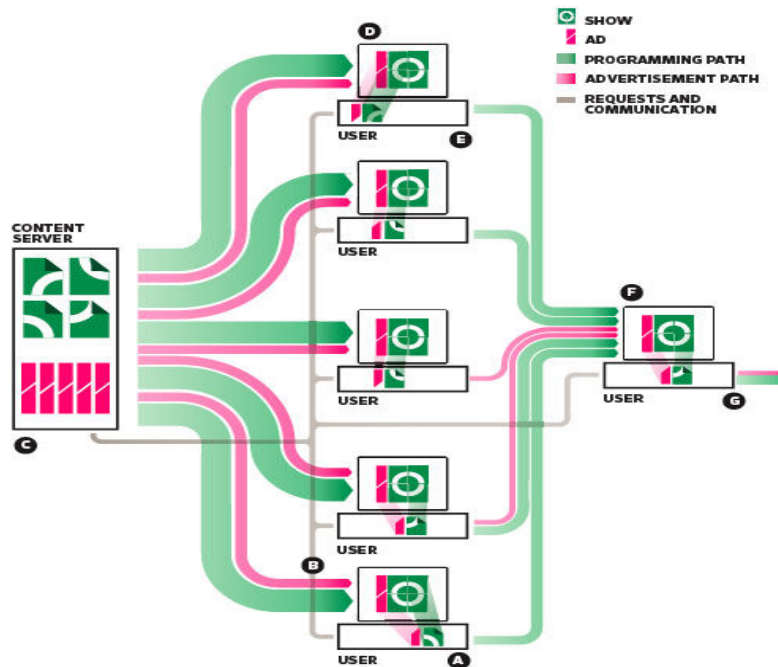 D
SHOW
AD
PROGRAMMING PATH
ADVERTISEMENT PATH
REQUESTS AND
COMMUNICATION
USER
E
USER
CONTENT
SERVER
F
USER
USER
G
C
USER
B
USER
A